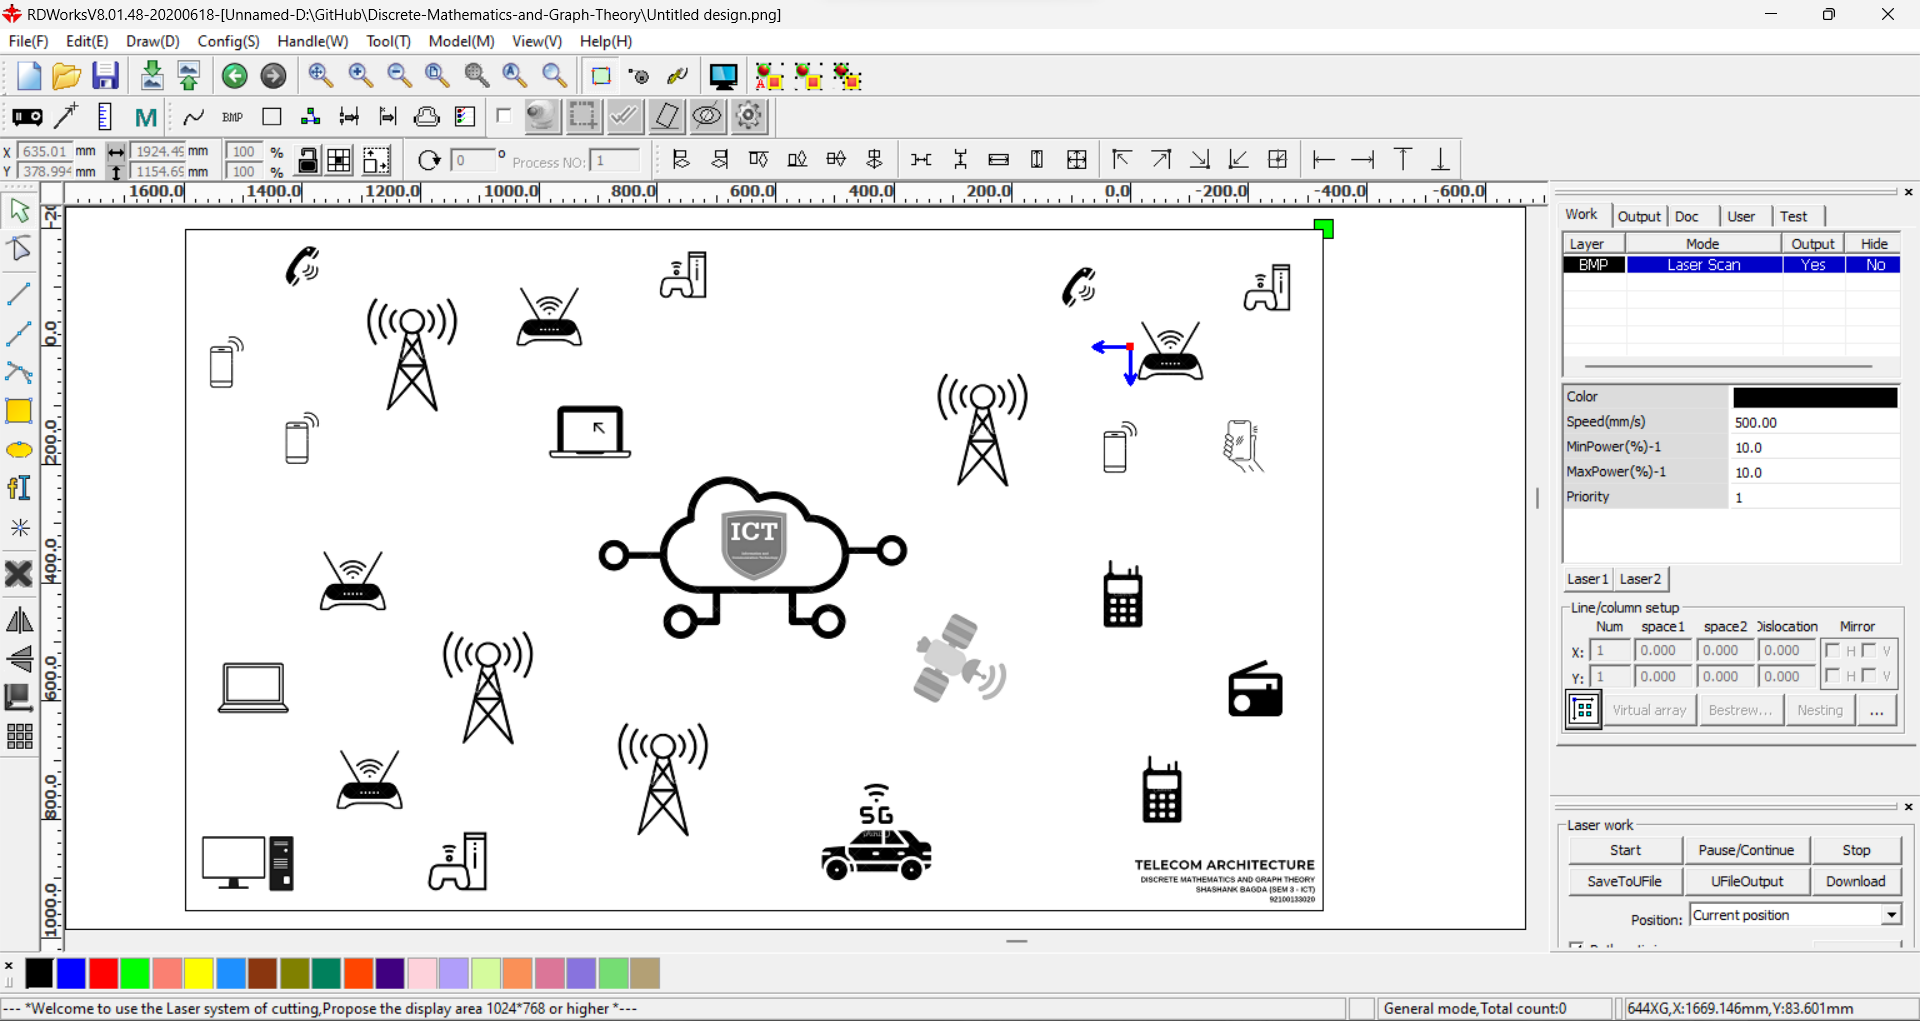 RDWorksV8.01.48-20200618-[Unnamed-D:\GitHub\Discrete-Mathematics-and-Graph-Theory\Untitled design.png]
File(F) Edit(E) Draw(D) Config(S) Handle(W) Tool(T) Model(M) View(V) Help(H)
M BMP
X 635.01 mm 1924.49 mm 100 %
Y 378.994 mm 1154.69 mm 100 %
0 ° Process NO: 1
1600.0 1400.0 1200.0 1000.0 800.0 600.0 400.0 200.0 0.0 -200.0 -400.0 -600.0
0.0
200.0
400.0
600.0
800.0
1000.0
ICT
5G
TELECOM ARCHITECTURE
DISCRETE MATHEMATICS AND GRAPH THEORY
SHASHANK BAGDA (SEM 3 - ICT)
92100133020
Work Output Doc User Test
Layer Mode Output Hide
BMP Laser Scan Yes No
Color
Speed(mm/s) 500.00
MinPower(%)-1 10.0
MaxPower(%)-1 10.0
Priority 1
Laser1 Laser2
Line/column setup
Num space1 space2 Dislocation Mirror
X: 1 0.000 0.000 0.000 H V
Y: 1 0.000 0.000 0.000 H V
Virtual array Bestrew... Nesting ...
Laser work
Start Pause/Continue Stop
SaveToUFile UFileOutput Download
Position: Current position
--- *Welcome to use the Laser system of cutting,Propose the display area 1024*768 or higher *---
General mode,Total count:0
644XG,X:1669.146mm,Y:83.601mm